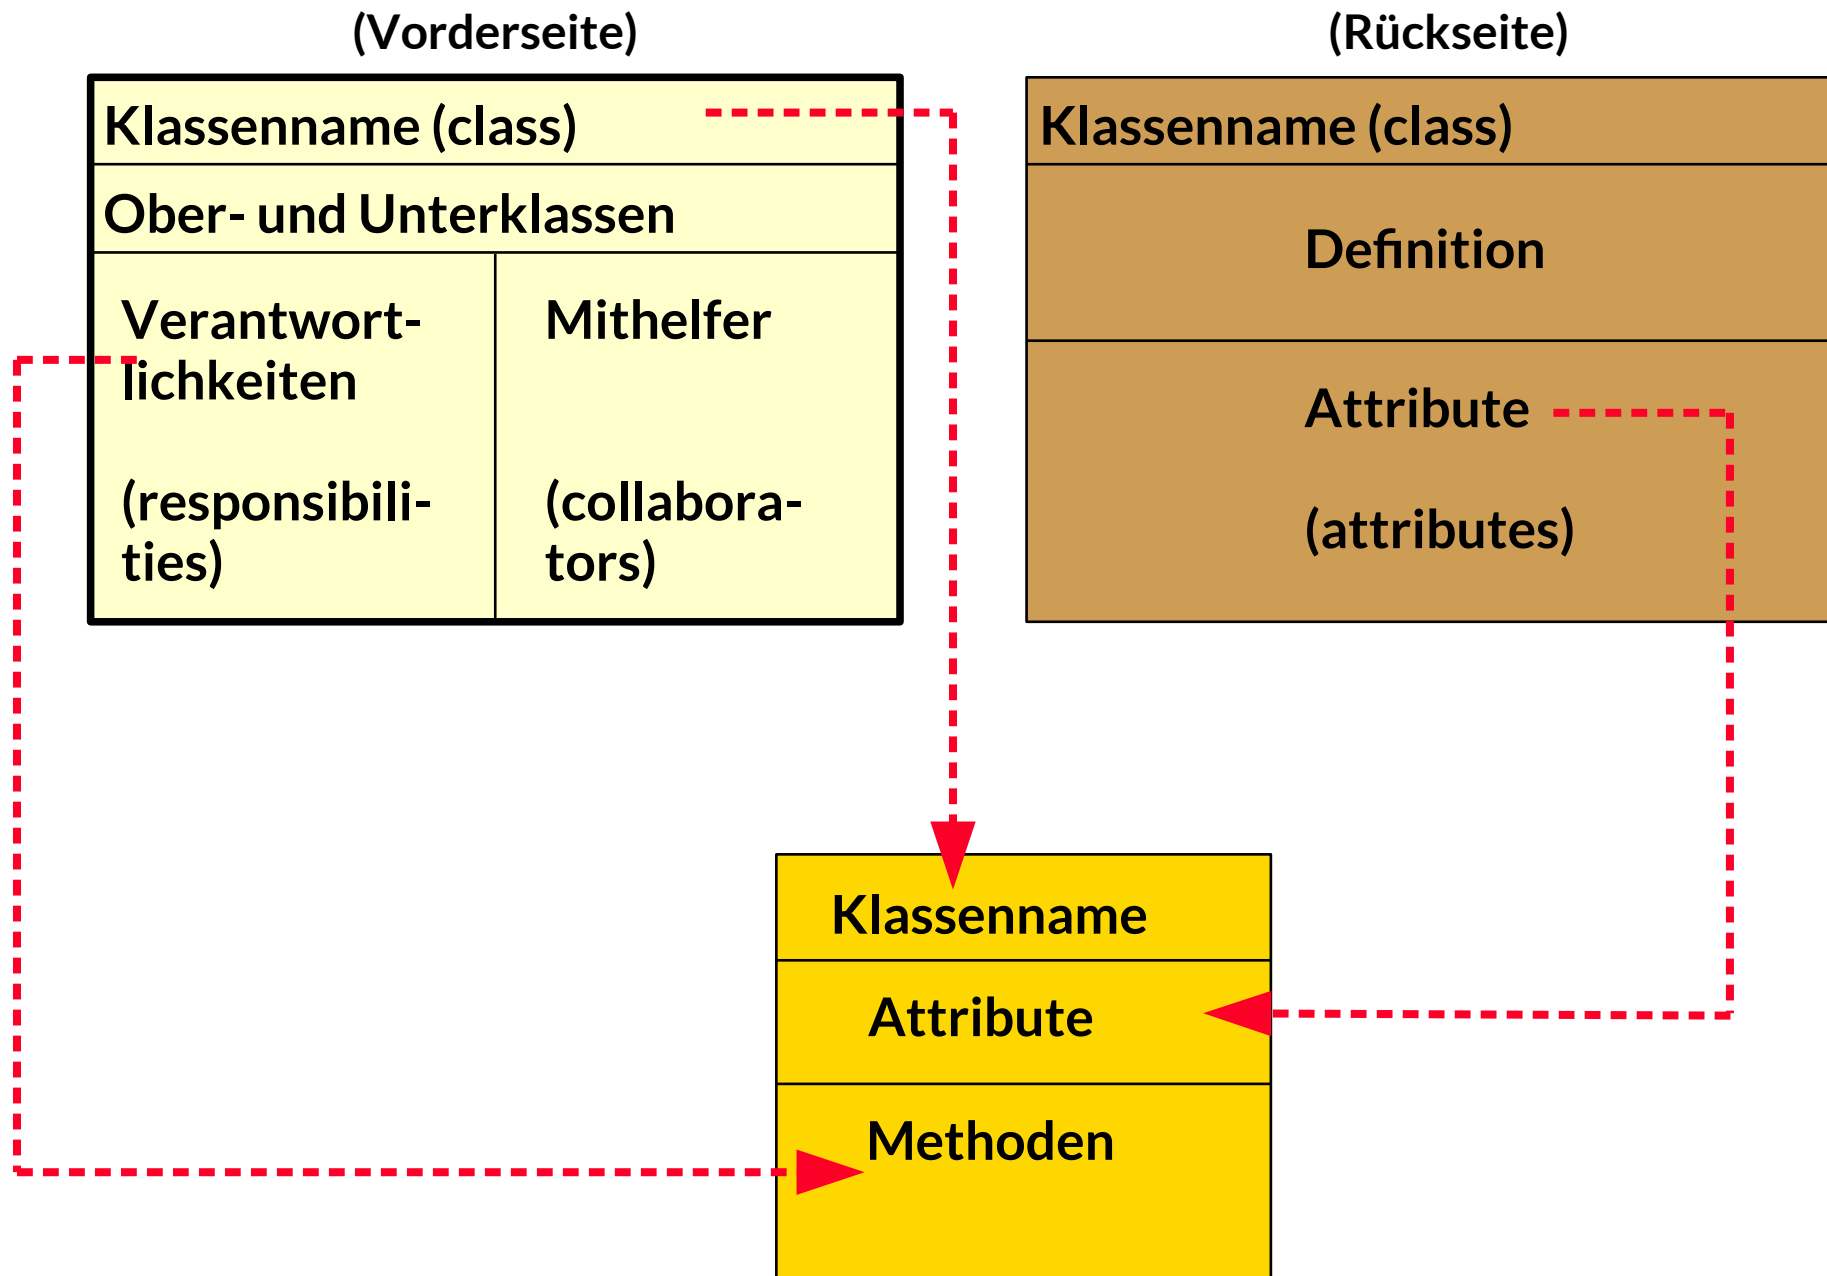 (Vorderseite)
Klassenname (class)
Ober- und Unterklassen
Verantwort-
lichkeiten
(responsibili-
ties)
Mithelfer
(collabora-
tors)
(Rückseite)
Klassenname (class)
Definition
Attribute
(attributes)
Klassenname
Attribute
Methoden